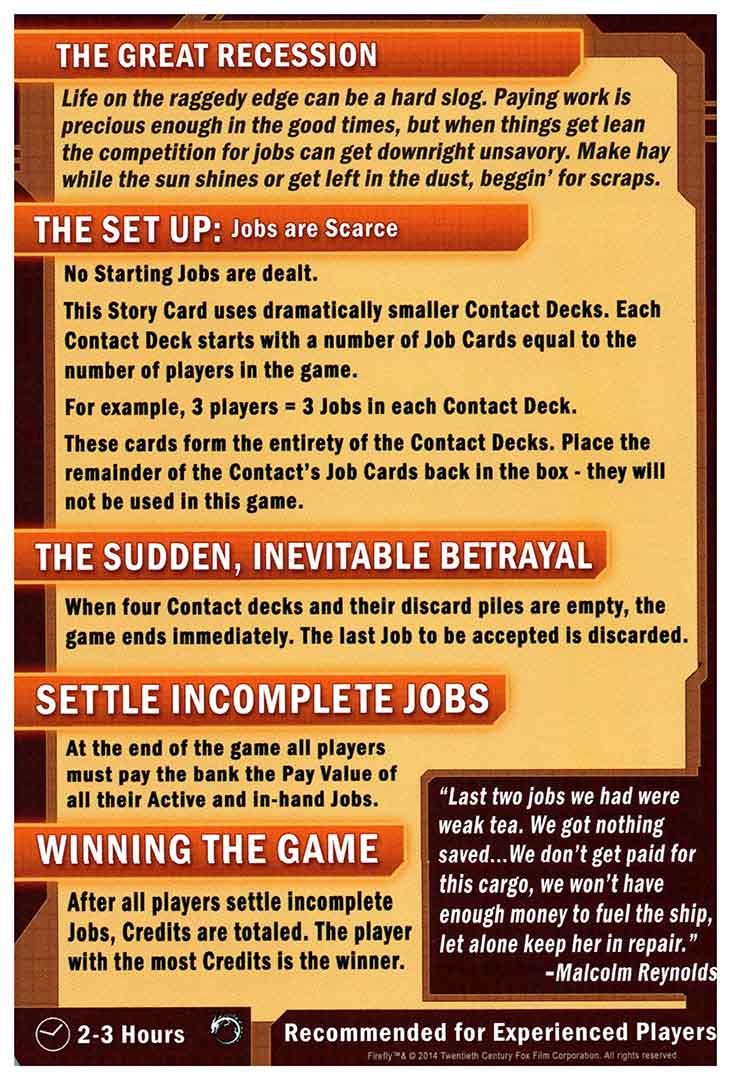 THE GREAT RECESSION
Life on the raggedy edge can be a hard slog. Paying work is
precious enough in the good times, but when things get lean
the competition for jobs can get downright unsavory. Make hay
while the sun shines or get left in the dust, beggin' for scraps.
THE SET UP: Jobs are Scarce
No Starting Jobs are dealt.
This Story Card uses dramatically smaller Contact Decks. Each
Contact Deck starts with a number of Job Cards equal to the
number of players in the game.
For example, 3 players = 3 Jobs in each Contact Deck.
These cards form the entirety of the Contact Decks. Place the
remainder of the Contact's Job Cards back in the box - they will
not be used in this game.
THE SUDDEN, INEVITABLE BETRAYAL
When four Contact decks and their discard piles are empty, the
game ends immediately. The last Job to be accepted is discarded.
SETTLE INCOMPLETE JOBS
At the end of the game all players
must pay the bank the Pay Value of
all their Active and in-hand Jobs.
WINNING THE GAME
After all players settle incomplete
Jobs, Credits are totaled. The player
with the most Credits is the winner.
"Last two jobs we had were
weak tea. We got nothing
saved...We don't get paid for
this cargo, we won't have
enough money to fuel the ship,
let alone keep her in repair."
-Malcolm Reynolds
2-3 Hours
Recommended for Experienced Players
Firefly™& © 2014 Twentieth Century Fox Film Corporation. All rights reserved